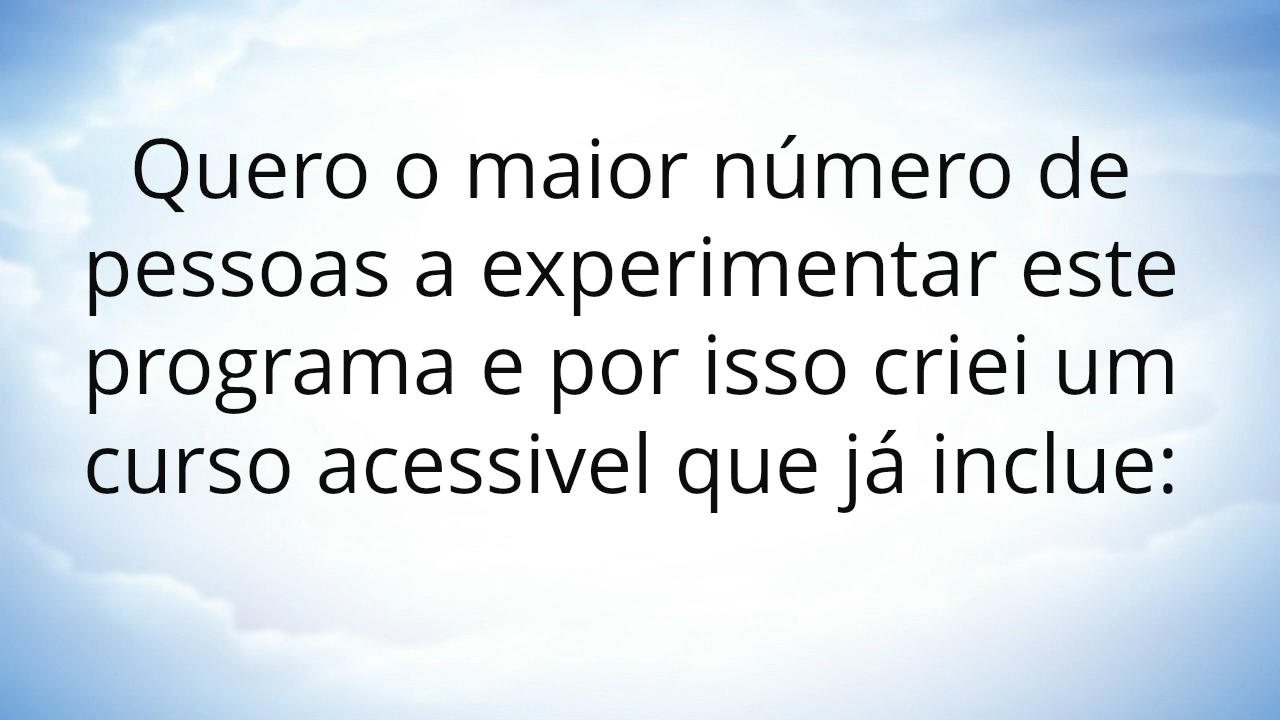 Quero o maior número de
pessoas a experimentar este
programa e por isso criei um
curso acessivel que já inclue: